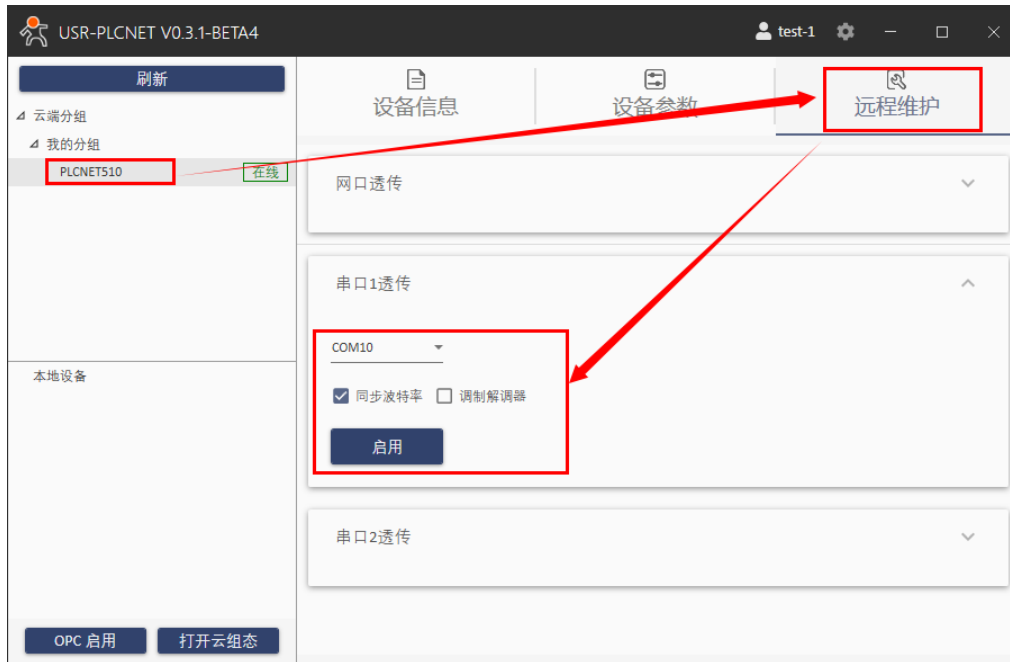 USR-PLCNET V0.3.1-BETA4
test-1
刷新
云端分组
我的分组
PLCNET510
在线
本地设备
OPC 启用
打开云组态
设备信息
设备参数
远程维护
网口透传
串口1透传
COM10
同步波特率
调制解调器
启用
串口2透传